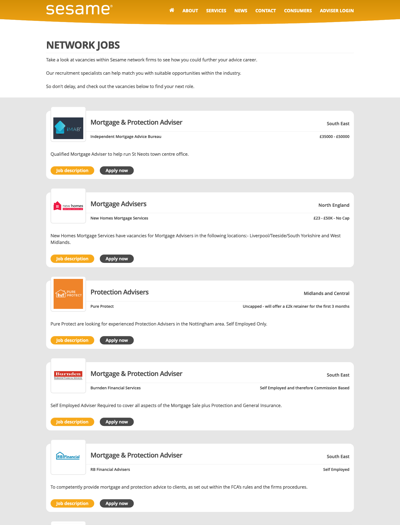 sesame
ABOUT SERVICES NEWS CONTACT CONSUMERS ADVISER LOGIN
NETWORK JOBS
Take a look at vacancies within Sesame network firms to see how you could further your advice career.
Our recruitment specialists can help match you with suitable opportunities within the industry.
So don't delay, and check out the vacancies below to find your next role.
Mortgage & Protection Adviser
South East
Independent Mortgage Advice Bureau.
£35000 - £50000
Qualified Mortgage Adviser to help run St Neots town centre office.
Job description Apply now
Mortgage Advisers
North England
New Homes Mortgage Services
£23 - £50K - No Cap
New Homes Mortgage Services have vacancies for Mortgage Advisers in the following locations:- Liverpool/Teeside/South Yorkshire and West
Midlands.
Job description Apply now
PURE
PROTECT
Protection Advisers
Midlands and Central
Pure Protect
Uncapped - will offer a £2k retainer for the first 3 months
Pure Protect are looking for experienced Protection Advisers in the Nottingham area. Self Employed Only.
Job description Apply now
Burnden
Mortgage & Protection Adviser
South East
Burnden Financial Services
Self Employed and therefore Commission Based
Self Employed Adviser Required to cover all aspects of the Mortgage Sale plus Protection and General Insurance.
Job description Apply now
RB Financial
Mortgage & Protection Adviser
South East
RB Financial Advisers
Self Employed
To competently provide mortgage and protection advice to clients, as set out within the FCA's rules and the firms procedures.
Job description Apply now